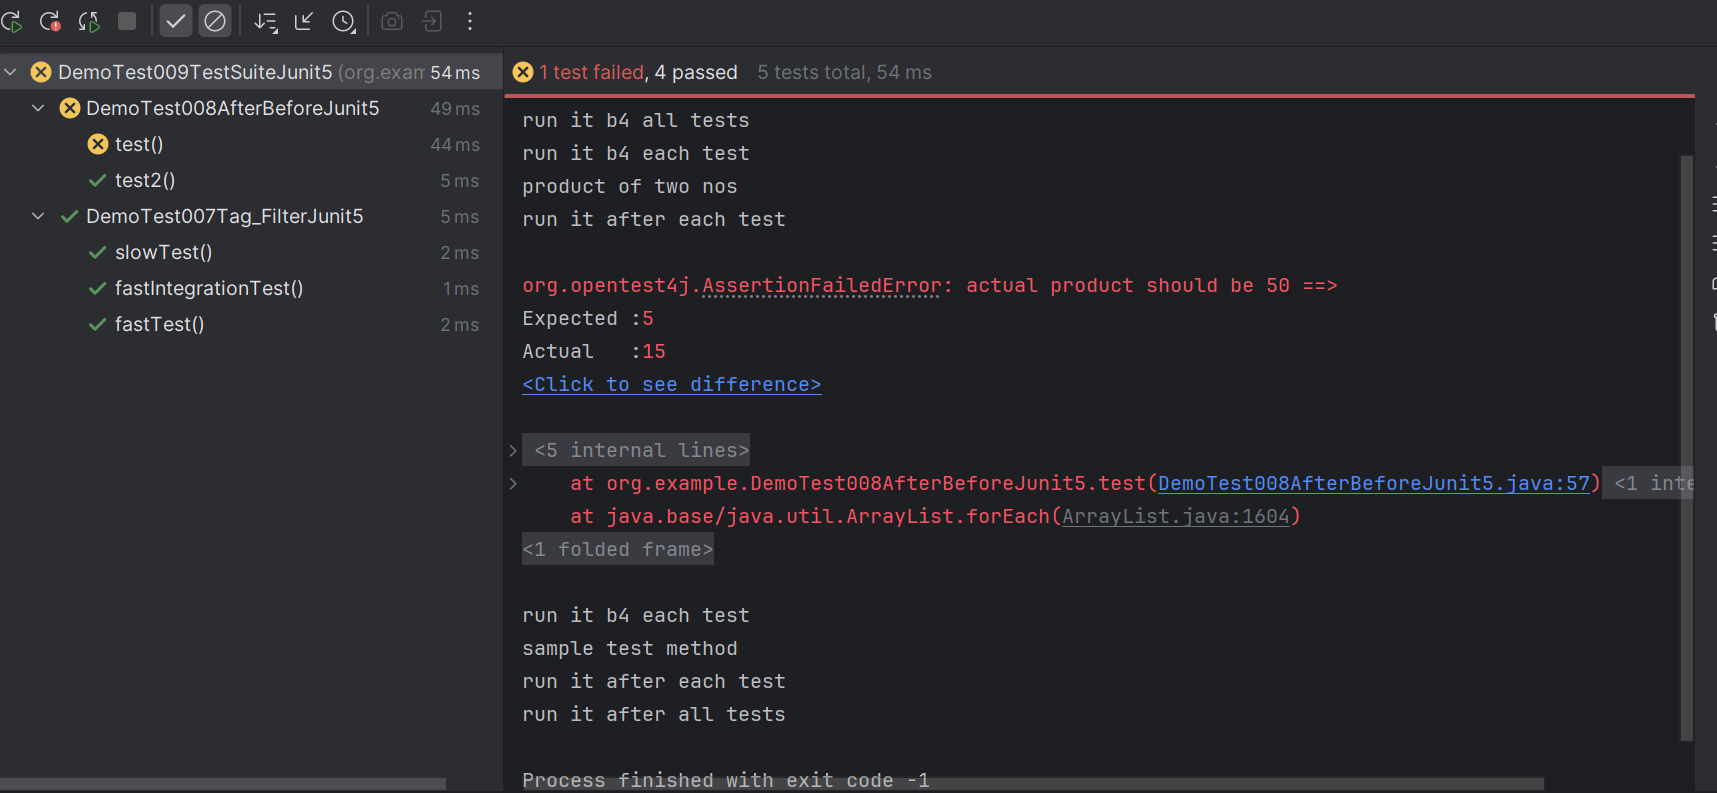 DemoTest009TestSuiteJunit5 (org.exam 54 ms
DemoTest008AfterBeforeJunit5 49 ms
test() 44 ms
test2() 5 ms
DemoTest007Tag_FilterJunit5 5 ms
slowTest() 2 ms
fastIntegrationTest() 1 ms
fastTest() 2 ms
1 test failed, 4 passed 5 tests total, 54 ms
run it b4 all tests
run it b4 each test
product of two nos
run it after each test
org.opentest4j.AssertionFailedError: actual product should be 50 ==>
Expected :5
Actual   :15
<Click to see difference>
<5 internal lines>
at org.example.DemoTest008AfterBeforeJunit5.test(DemoTest008AfterBeforeJunit5.java:57) <1 inte
at java.base/java.util.ArrayList.forEach(ArrayList.java:1604)
<1 folded frame>
run it b4 each test
sample test method
run it after each test
run it after all tests
Process finished with exit code -1